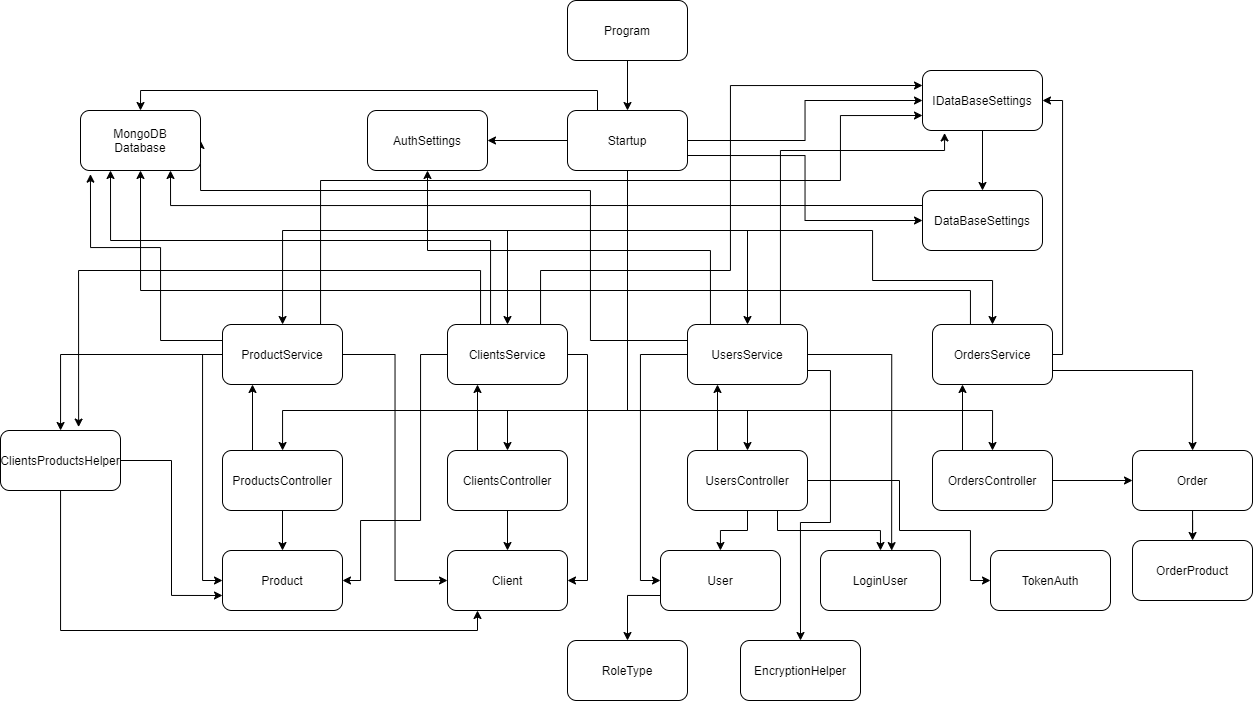 Program
IDataBaseSettings
MongoDB
Database
AuthSettings
Startup
DataBaseSettings
ProductService
ClientsService
UsersService
OrdersService
ClientsProductsHelper
ProductsController
ClientsController
UsersController
OrdersController
Order
Product
Client
User
LoginUser
TokenAuth
OrderProduct
RoleType
EncryptionHelper